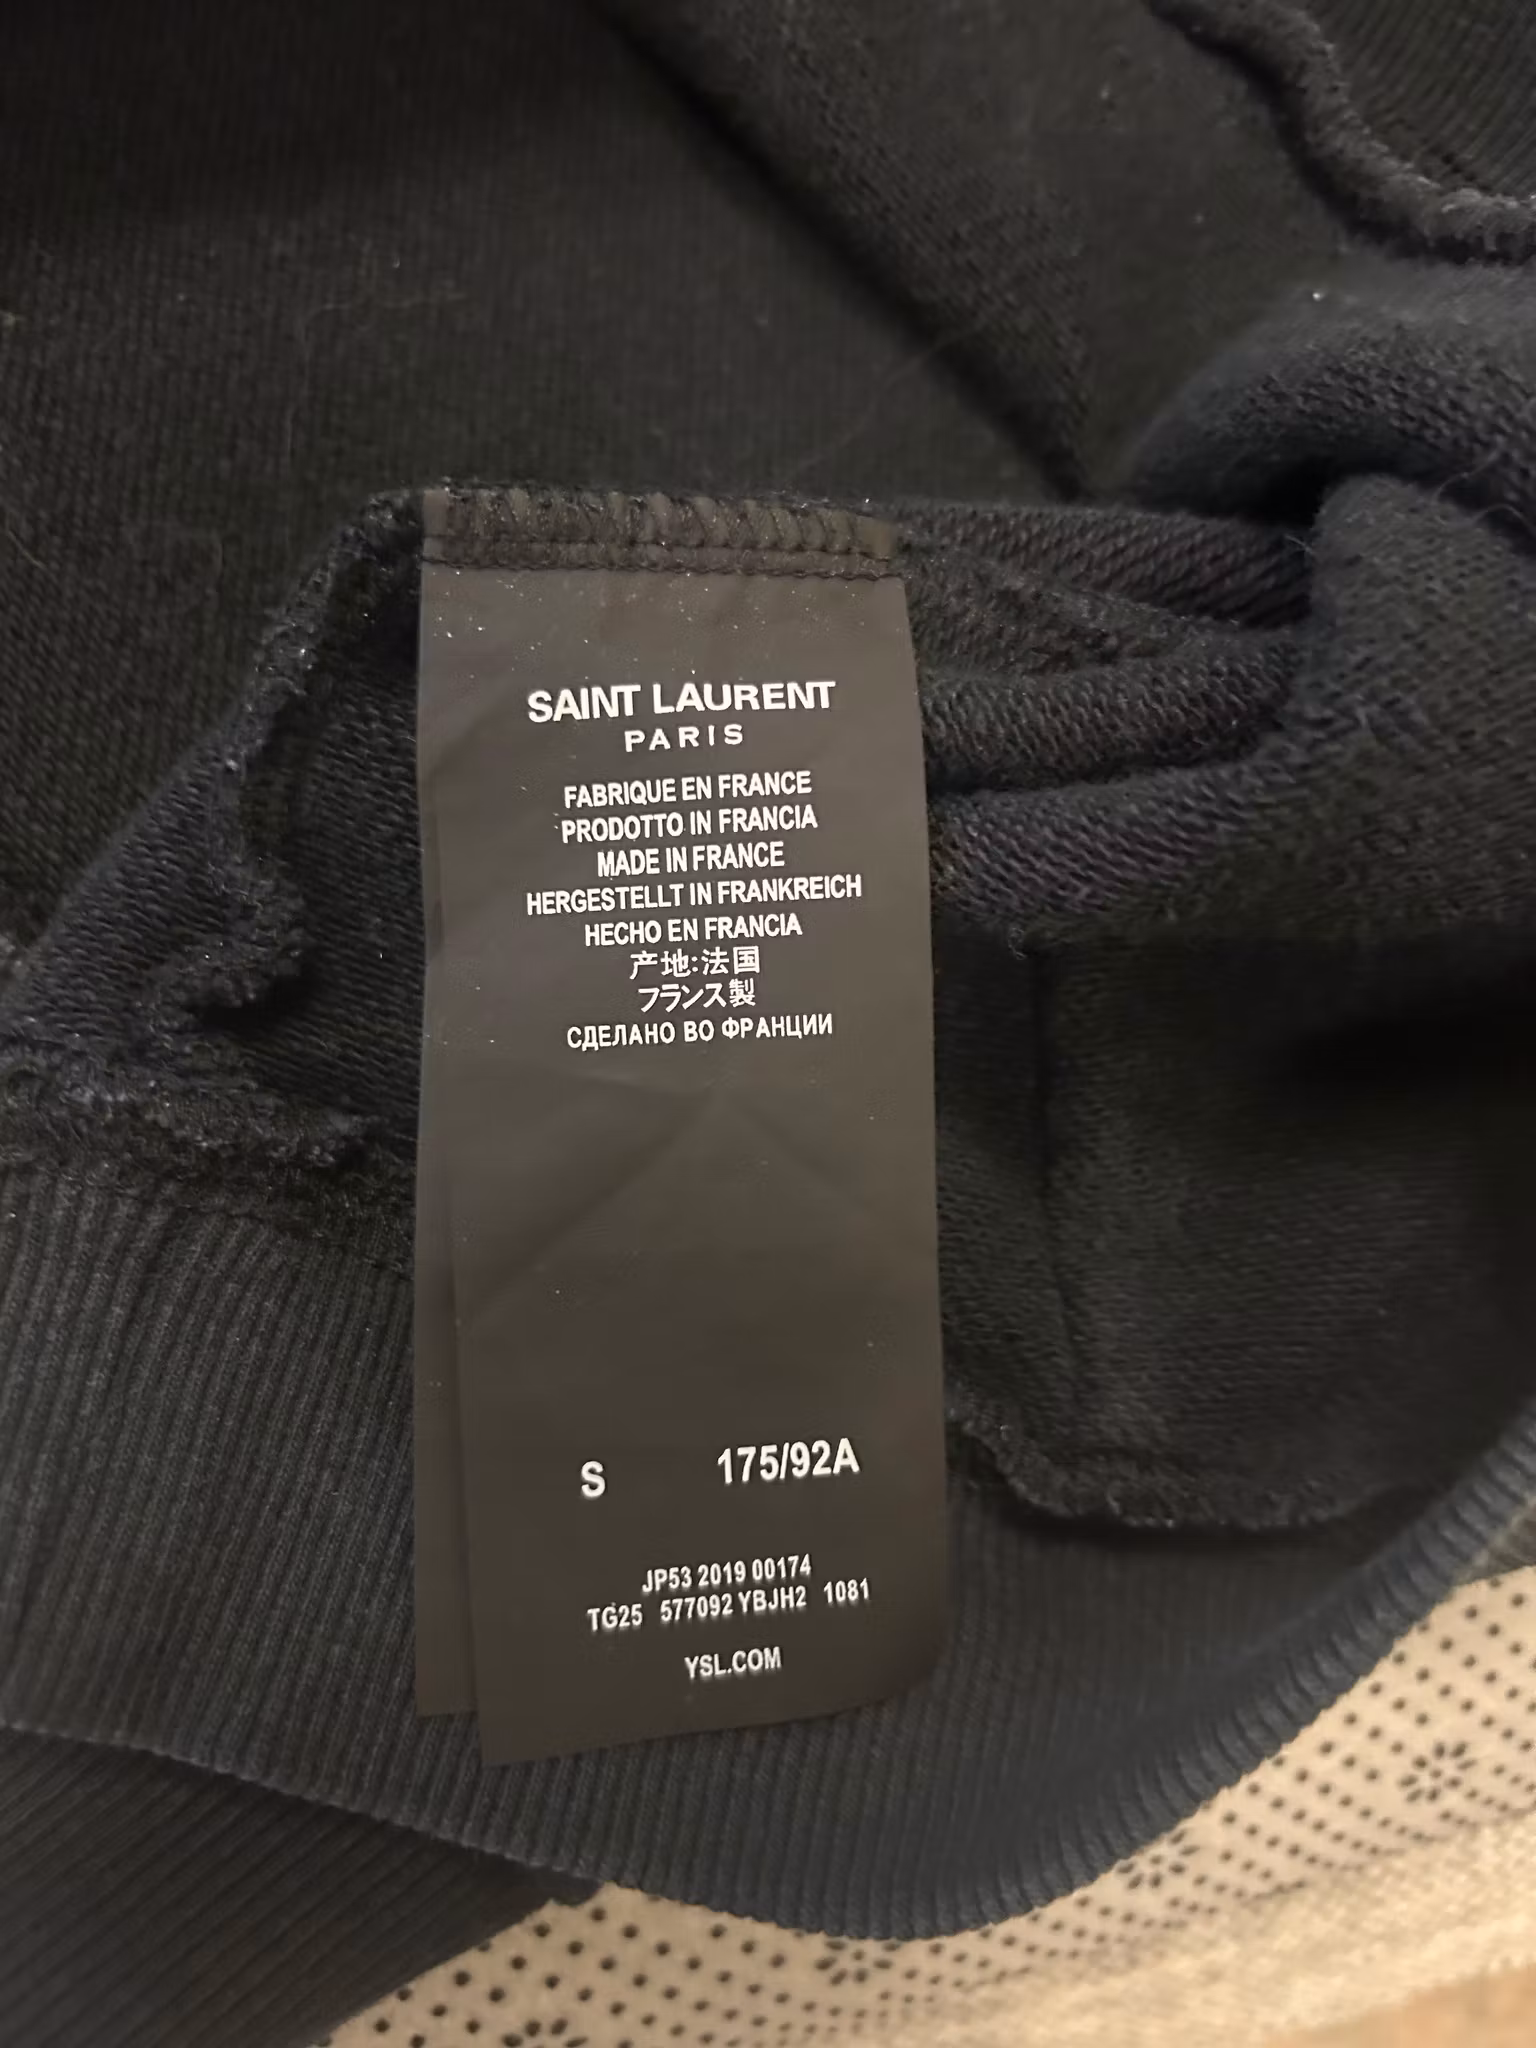 SAINT LAURENT
PARIS
FABRIQUE EN FRANCE
PRODOTTO IN FRANCIA
MADE IN FRANCE
HERGESTELLT IN FRANKREICH
HECHO EN FRANCIA
产地:法国
フランス製
СДЕЛАНО ВО ФРАНЦИИ
S 175/92A
JP53 2019 00174
TG25 577092 YBJH2 1081
YSL.COM